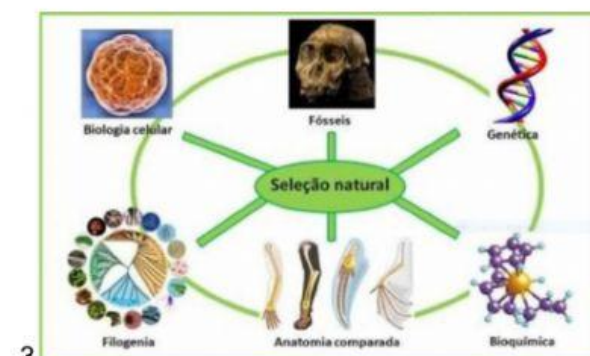 Biologia celular
Fósseis
Genética
Seleção natural
Filogenia
Anatomia comparada
Bioquímica